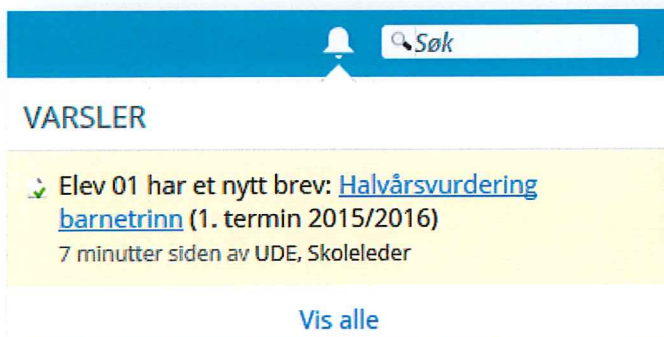 Søk
VARSLER
Elev 01 har et nytt brev: Halvårsvurdering
barnetrinn (1. termin 2015/2016)
7 minutter siden av UDE, Skoleleder
Vis alle